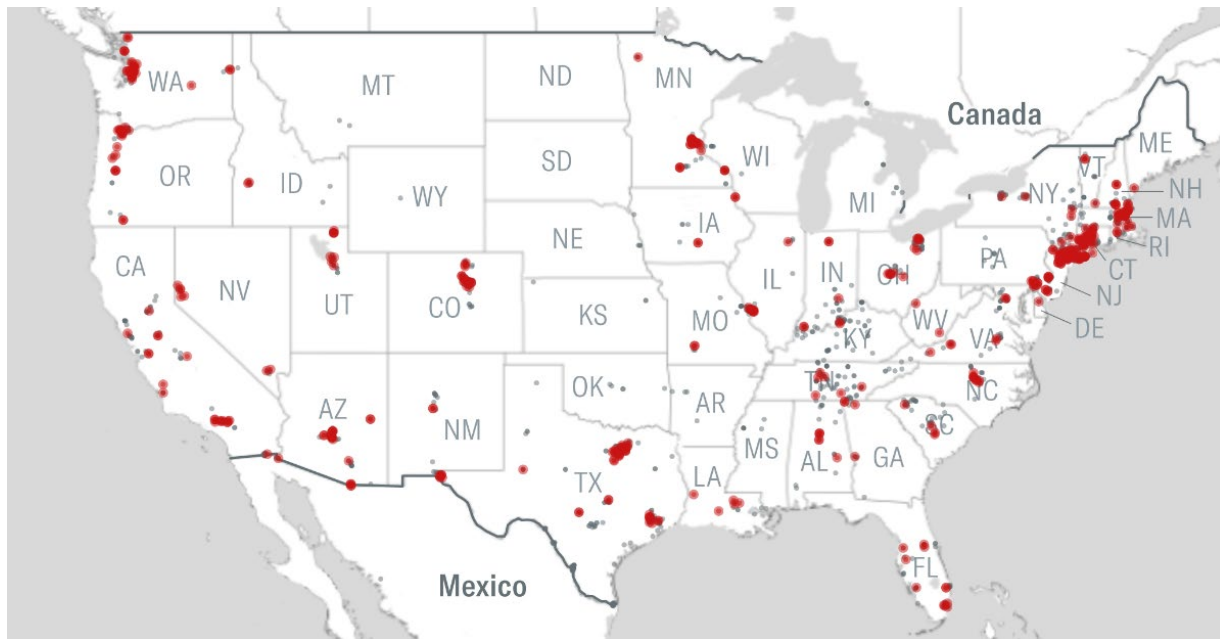 WA
MT
ND
MN
Canada
ME
VT
OR
ID
SD
WI
NY
NH
WY
MI
MA
IA
RI
CA
NE
PA
CT
NV
UT
CO
IL
IN
OH
NJ
KS
MO
WV
DE
KY
VA
AZ
OK
TN
NC
NM
AR
SC
MS
AL
GA
TX
LA
FL
Mexico